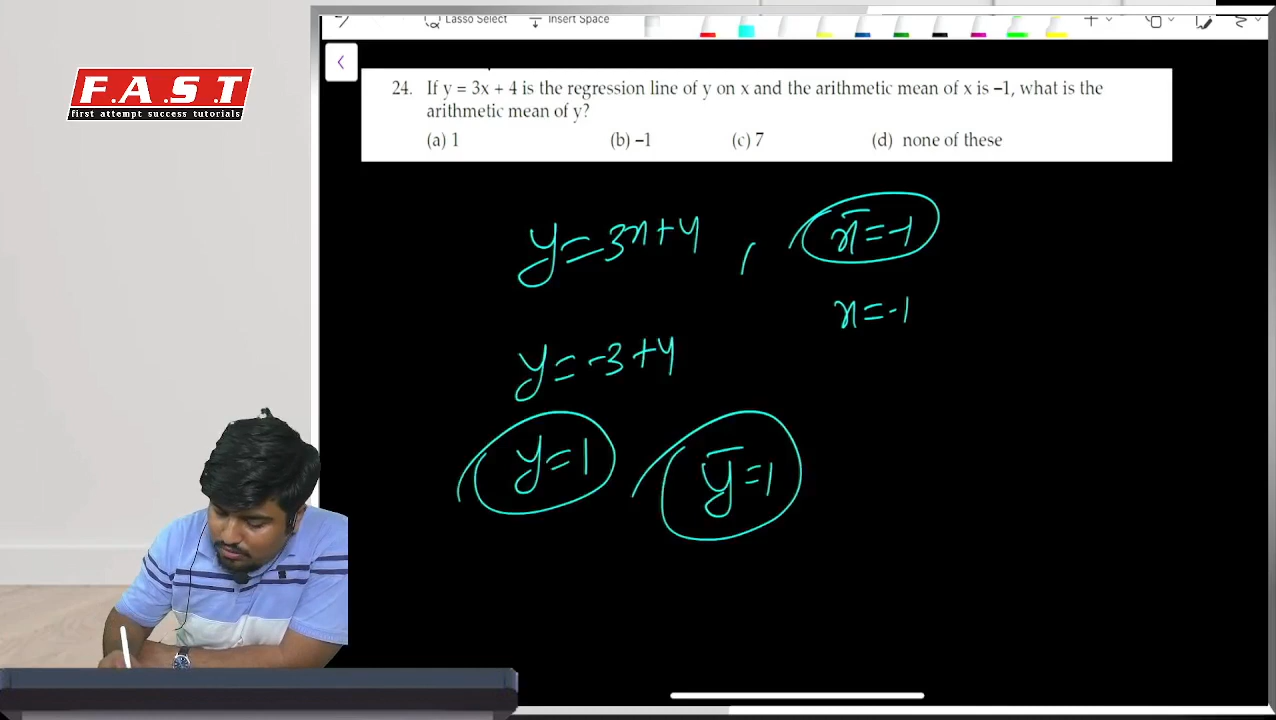 Lasso Select Insert Space
F.A.S.T
first attempt success tutorials
24. If y = 3x + 4 is the regression line of y on x and the arithmetic mean of x is –1, what is the
arithmetic mean of y?
(a) 1 (b) –1 (c) 7 (d) none of these
y=3x+4 , x̄=-1
x=-1
y=-3+4
y=1 ȳ=1